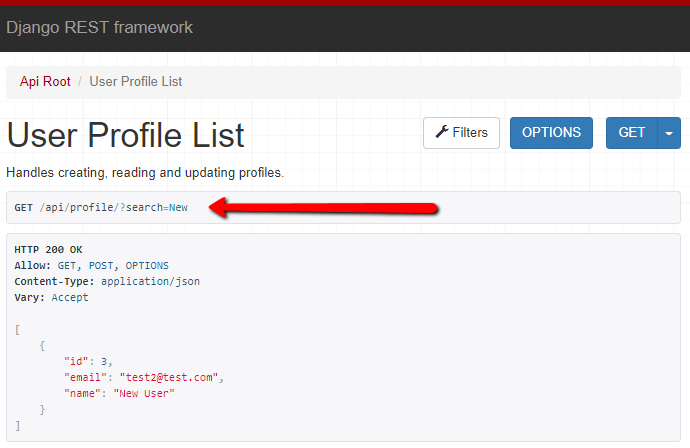 Django REST framework
Api Root / User Profile List
User Profile List
Filters
OPTIONS
GET
Handles creating, reading and updating profiles.
GET /api/profile/?search=New
HTTP 200 OK
Allow: GET, POST, OPTIONS
Content-Type: application/json
Vary: Accept
[
    {
        "id": 3,
        "email": "test2@test.com",
        "name": "New User"
    }
]